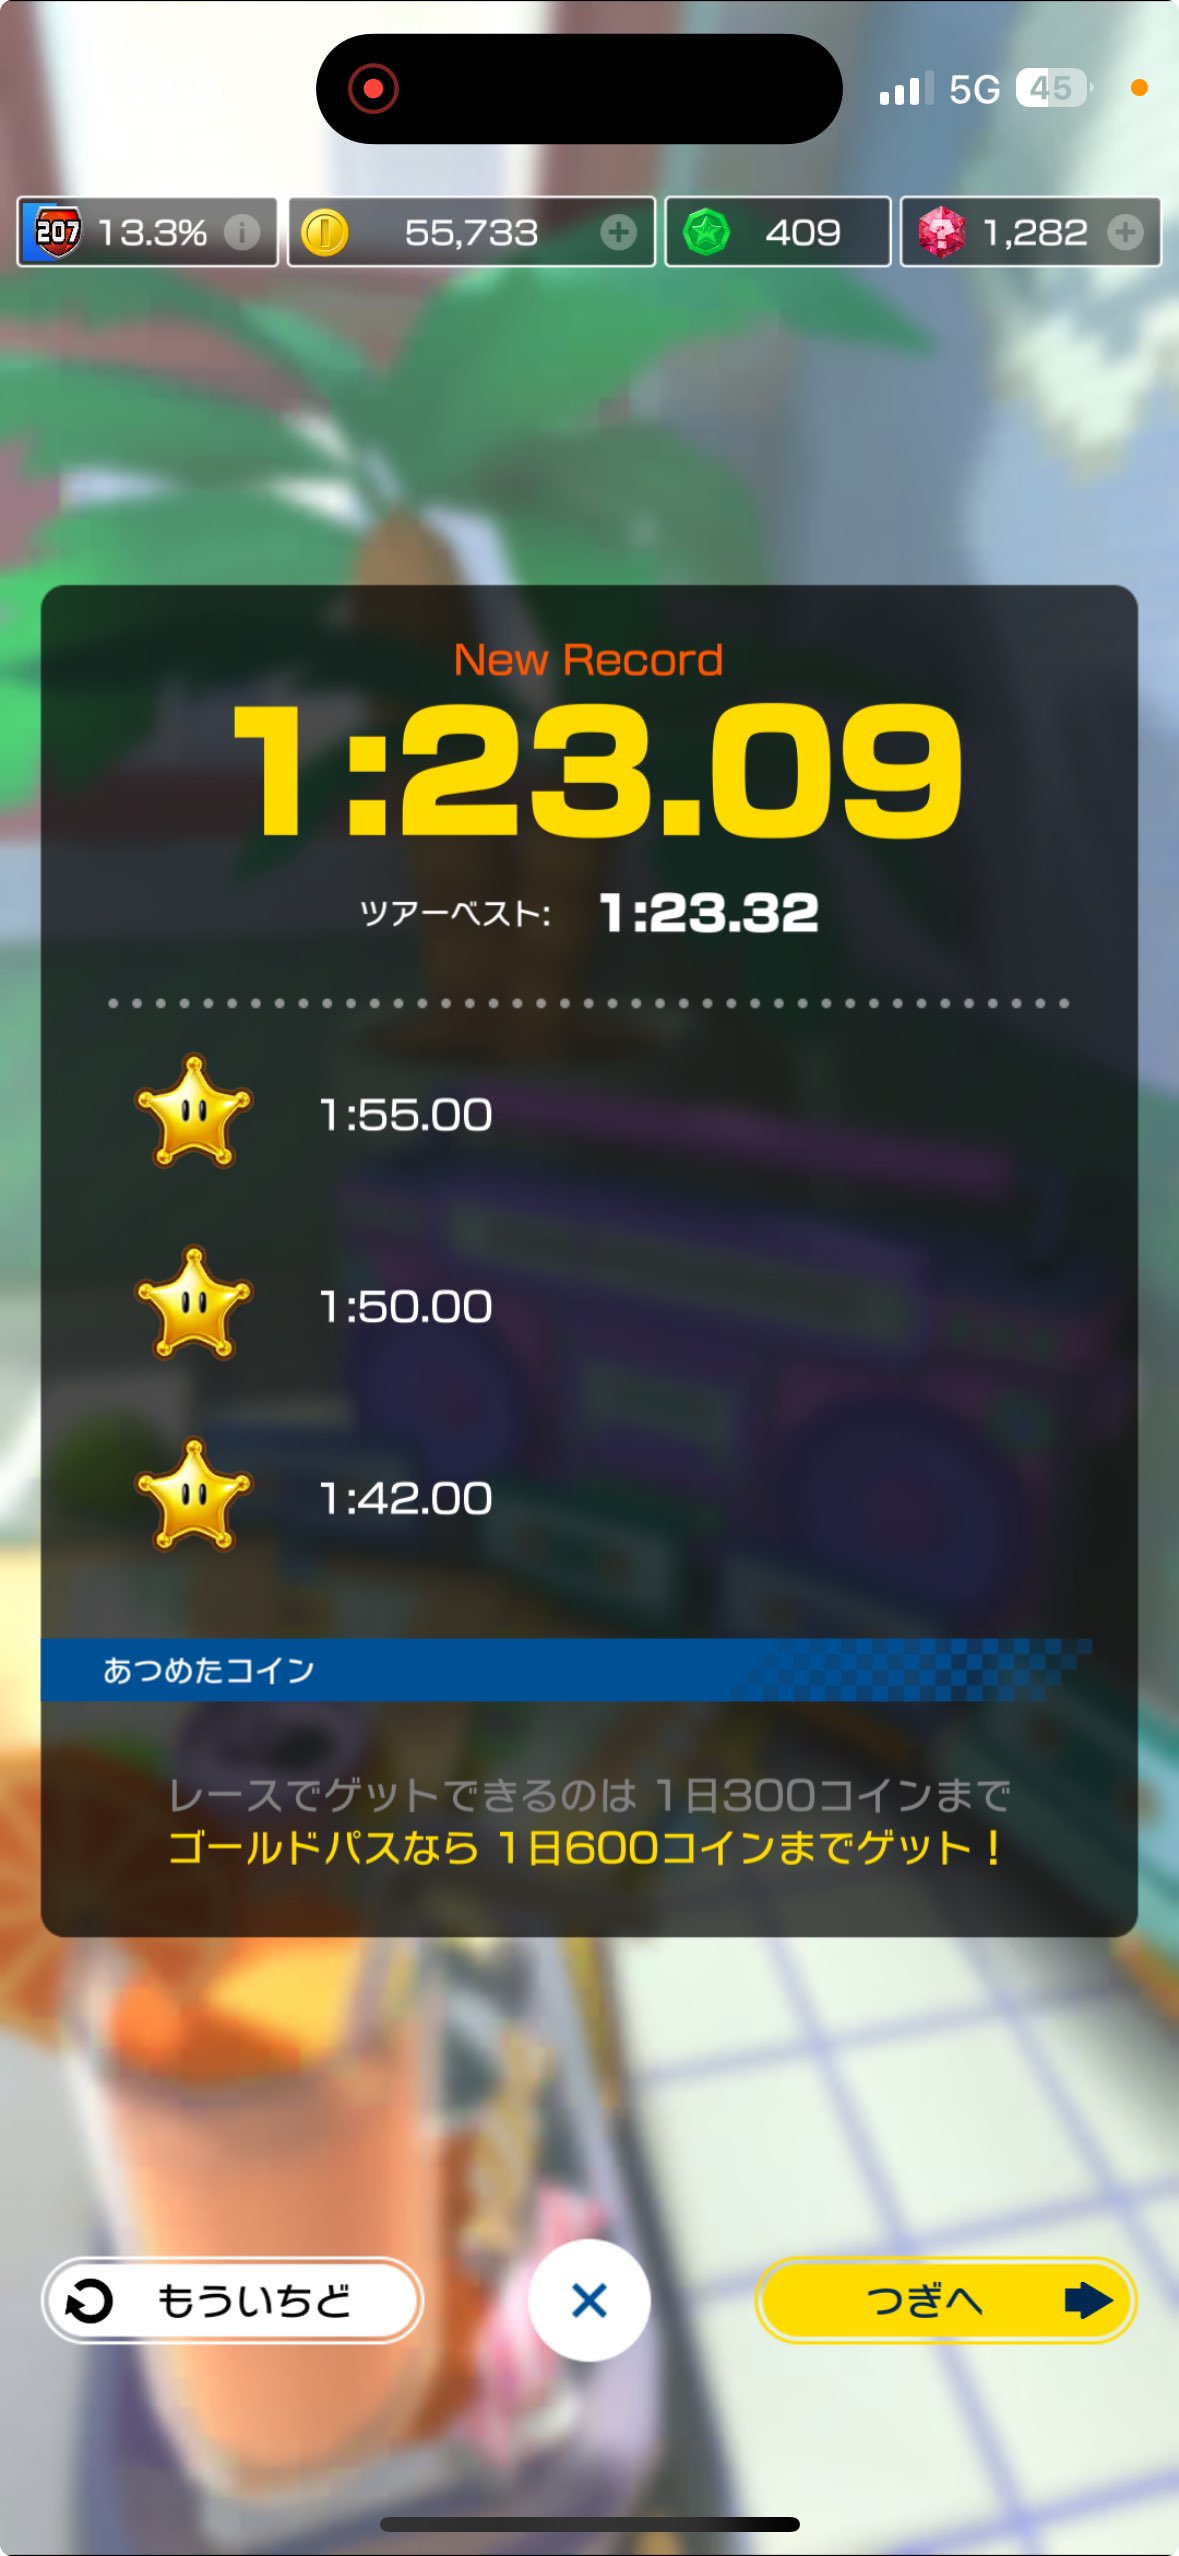 5G 45
207 13.3% 55,733 409 1,282
New Record
1:23.09
ツアーベスト: 1:23.32
1:55.00
1:50.00
1:42.00
あつめたコイン
レースでゲットできるのは 1日300コインまで
ゴールドパスなら 1日600コインまでゲット！
もういちど
つぎへ